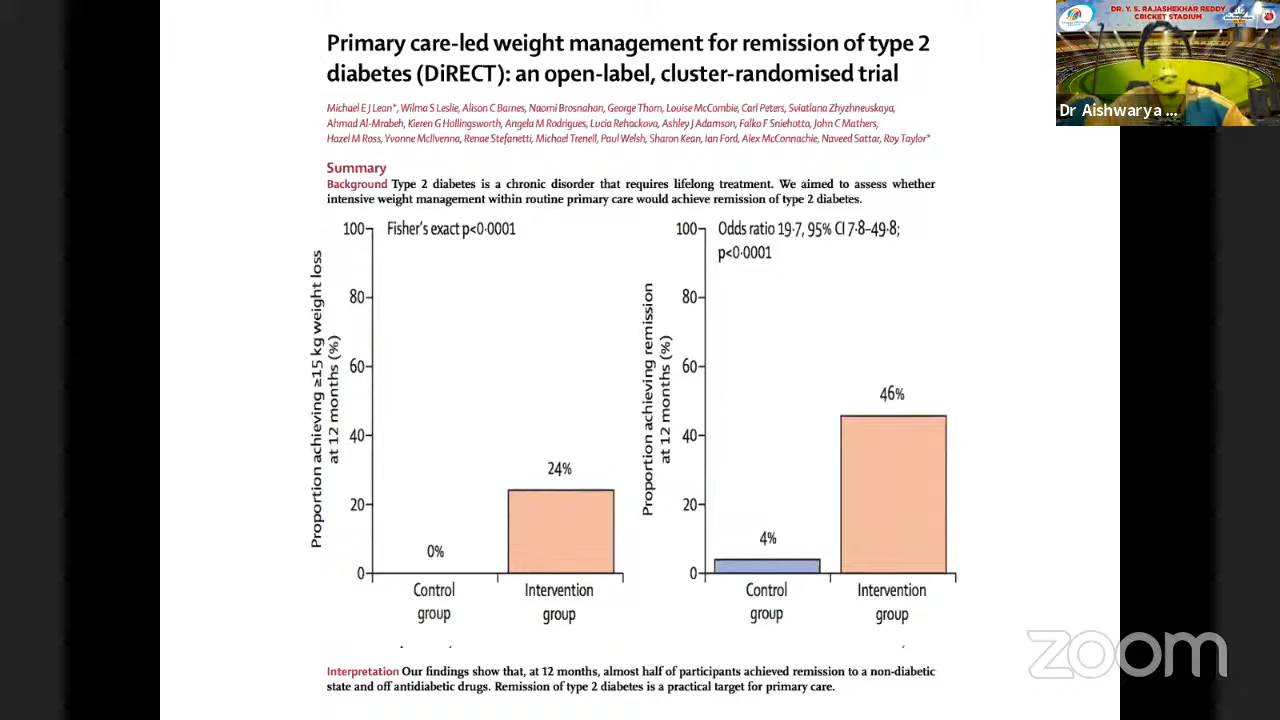 Primary care-led weight management for remission of type 2
diabetes (DiRECT): an open-label, cluster-randomised trial
Michael E J Lean*, Wilma S Leslie, Alison C Barnes, Naomi Brosnahan, George Thom, Louise McCombie, Carl Peters, Sviatlana Zhyzhneuskaya,
Ahmad Al-Mrabeh, Kieren G Hollingsworth, Angela M Rodrigues, Lucia Rehackova, Ashley J Adamson, Falko F Sniehotta, John C Mathers,
Hazel M Ross, Yvonne McIlvenna, Renae Stefanetti, Michael Trenell, Paul Welsh, Sharon Kean, Ian Ford, Alex McConnachie, Naveed Sattar, Roy Taylor*
Summary
Background Type 2 diabetes is a chronic disorder that requires lifelong treatment. We aimed to assess whether
intensive weight management within routine primary care would achieve remission of type 2 diabetes.
Proportion achieving ≥15 kg weight loss
at 12 months (%)
Fisher's exact p<0·0001
100
80
60
40
20
0
0%
24%
Control
group
Intervention
group
Proportion achieving remission
at 12 months (%)
Odds ratio 19·7, 95% CI 7·8–49·8;
p<0·0001
100
80
60
40
20
0
4%
46%
Control
group
Intervention
group
Interpretation Our findings show that, at 12 months, almost half of participants achieved remission to a non-diabetic
state and off antidiabetic drugs. Remission of type 2 diabetes is a practical target for primary care.
DR. Y. S. RAJASHEKHAR REDDY
CRICKET STADIUM
Dr Aishwarya ...
zoom